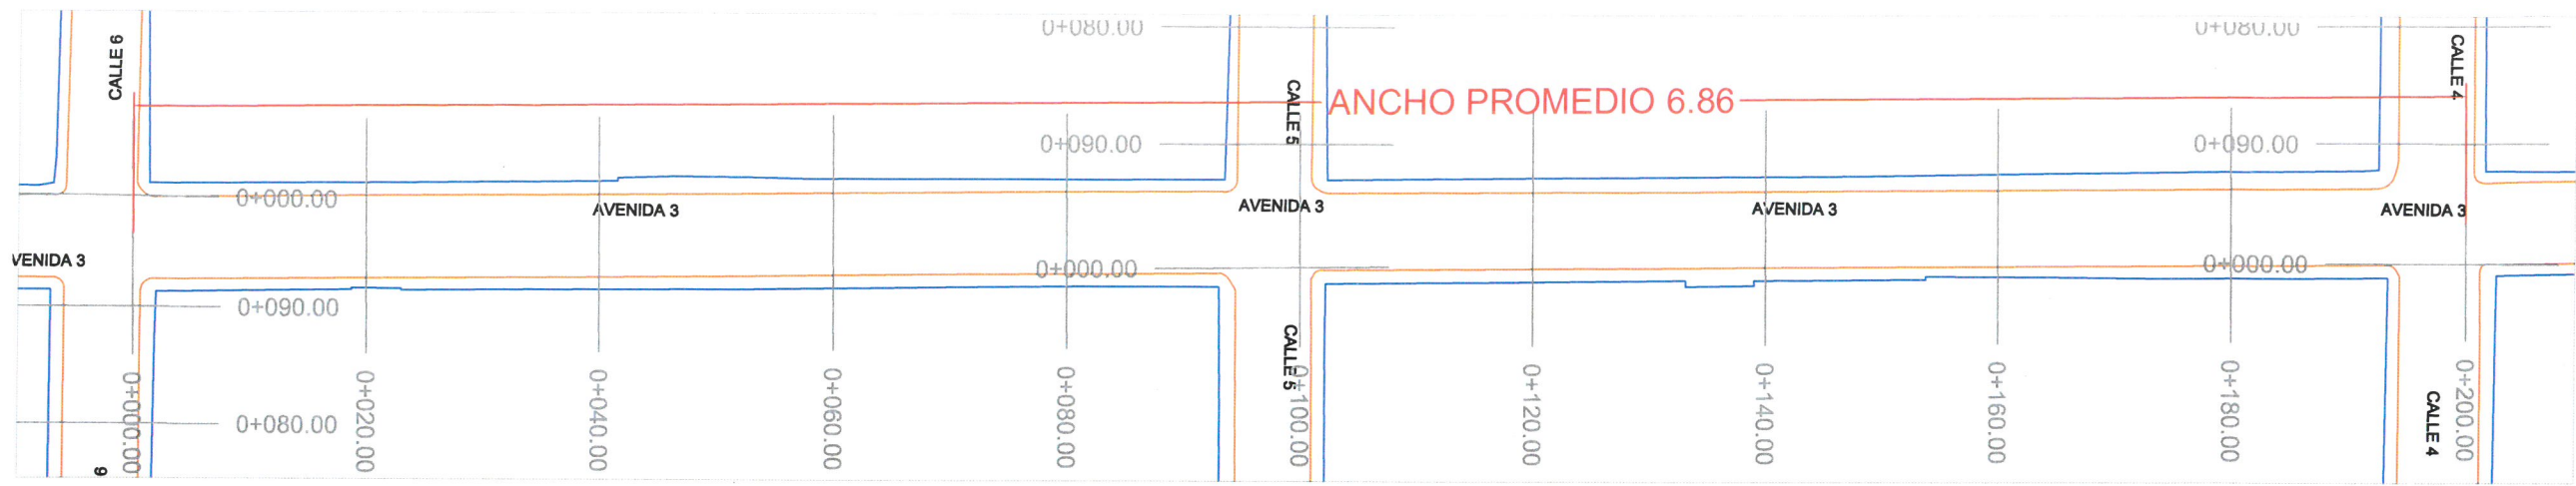 CALLE 6
0+080.00
0+080.00
CALLE 4
CALLE 5
ANCHO PROMEDIO 6.86
0+090.00
0+090.00
0+000.00
AVENIDA 3
AVENIDA 3
AVENIDA 3
AVENIDA 3
VENIDA 3
0+000.00
0+000.00
0+090.00
0+080.00
CALLE 5
CALLE 4
6
0+000.00
0+020.00
0+040.00
0+060.00
0+080.00
0+100.00
0+120.00
0+140.00
0+160.00
0+180.00
0+200.00